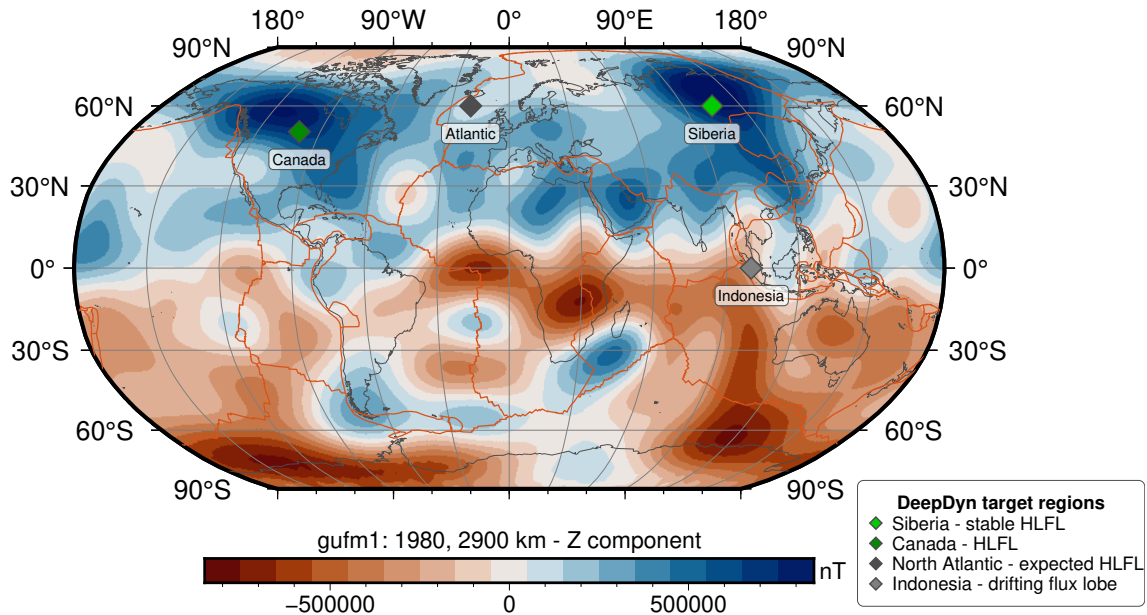 180° 90°W 0° 90°E 180°
90°N 90°N
60°N 60°N
Atlantic Siberia
Canada
30°N 30°N
0° 0°
Indonesia
30°S 30°S
60°S 60°S
90°S 90°S
DeepDyn target regions
Siberia - stable HLFL
Canada - HLFL
North Atlantic - expected HLFL
Indonesia - drifting flux lobe
gufm1: 1980, 2900 km - Z component
nT
−500000 0 500000